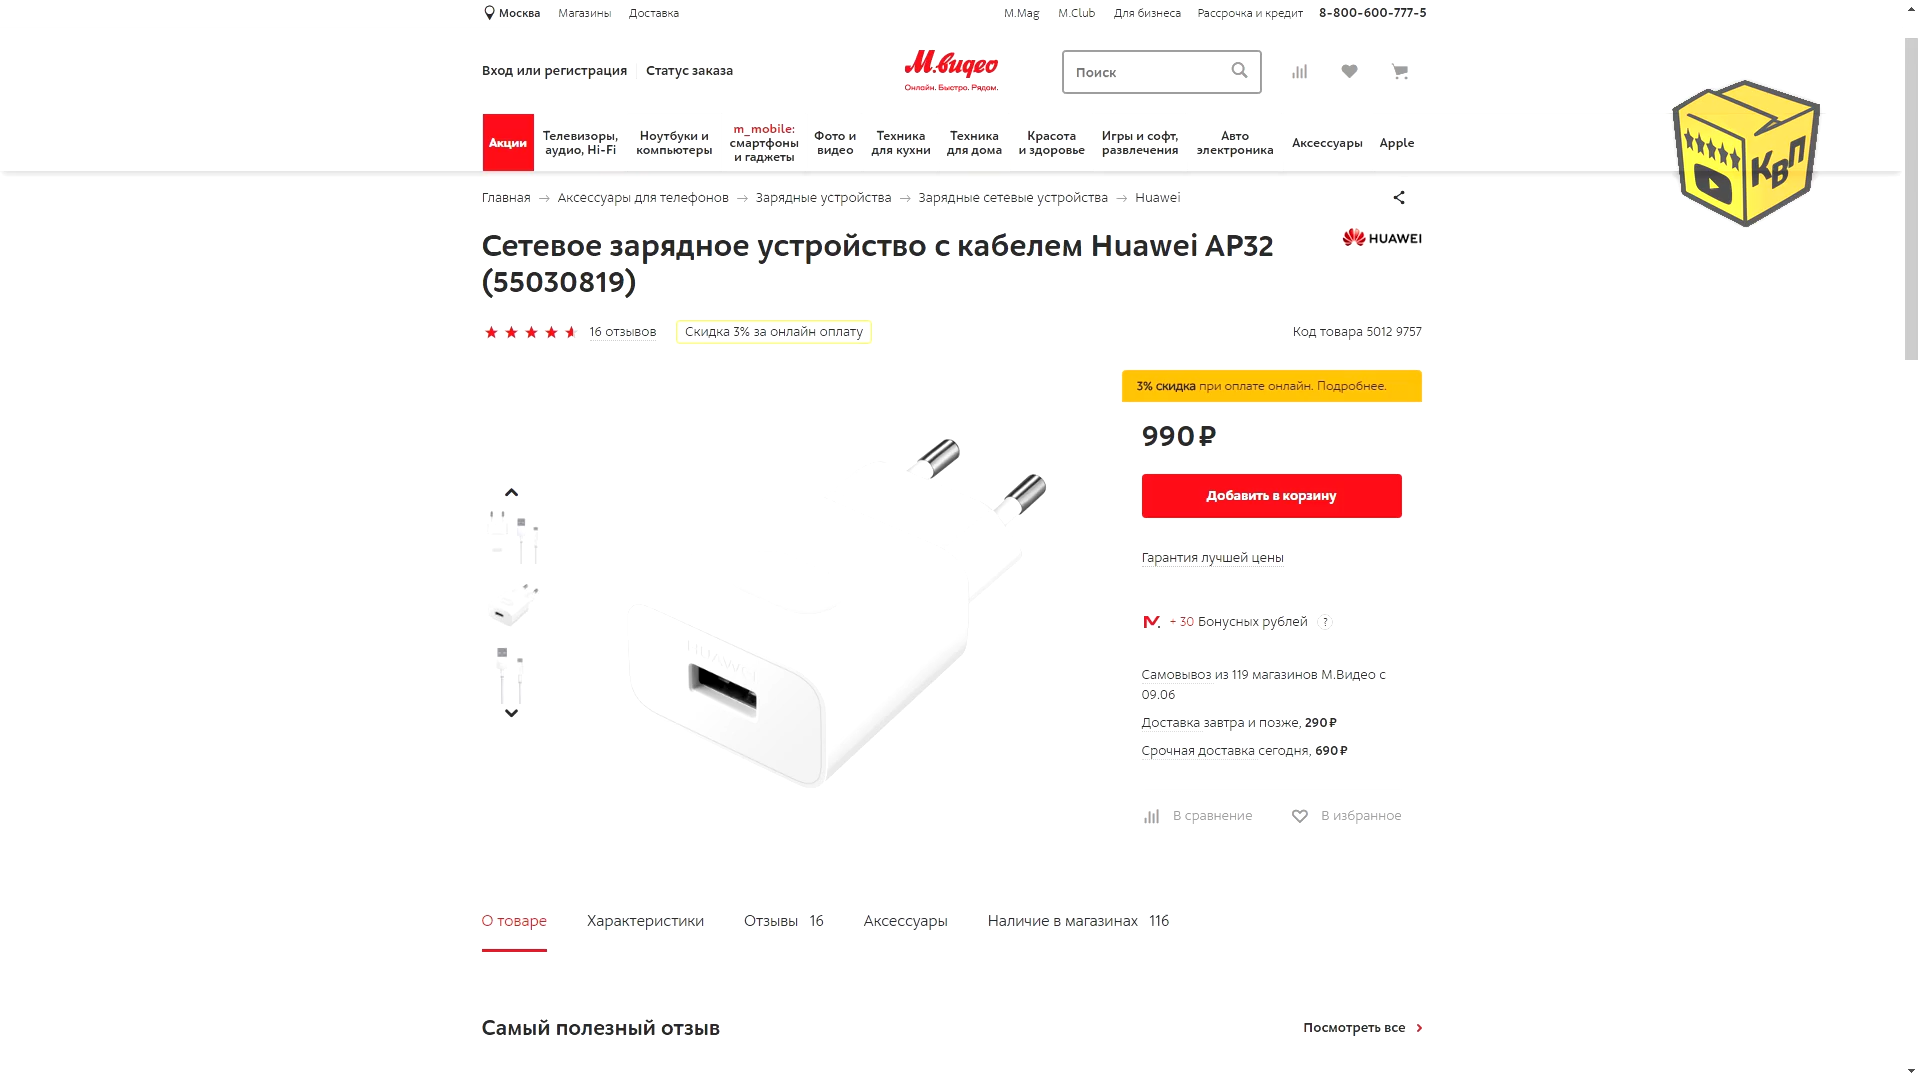 Москва Магазины Доставка
M.Mag M.Club Для бизнеса Рассрочка и кредит 8-800-600-777-5
Вход или регистрация Статус заказа
М.видео
Онлайн. Быстро. Рядом.
Поиск
Акции
Телевизоры,
аудио, Hi-Fi
Ноутбуки и
компьютеры
m_mobile:
смартфоны
и гаджеты
Фото и
видео
Техника
для кухни
Техника
для дома
Красота
и здоровье
Игры и софт,
развлечения
Авто
электроника
Аксессуары
Apple
КВП
Главная → Аксессуары для телефонов → Зарядные устройства → Зарядные сетевые устройства → Huawei
Сетевое зарядное устройство с кабелем Huawei AP32
(55030819)
HUAWEI
16 отзывов
Скидка 3% за онлайн оплату
Код товара 5012 9757
3% скидка при оплате онлайн. Подробнее.
990 ₽
Добавить в корзину
Гарантия лучшей цены
HUAWEI
+ 30 Бонусных рублей ?
Самовывоз из 119 магазинов М.Видео с
09.06
Доставка завтра и позже, 290 ₽
Срочная доставка сегодня, 690 ₽
В сравнение В избранное
О товаре Характеристики Отзывы 16 Аксессуары Наличие в магазинах 116
Самый полезный отзыв
Посмотреть все